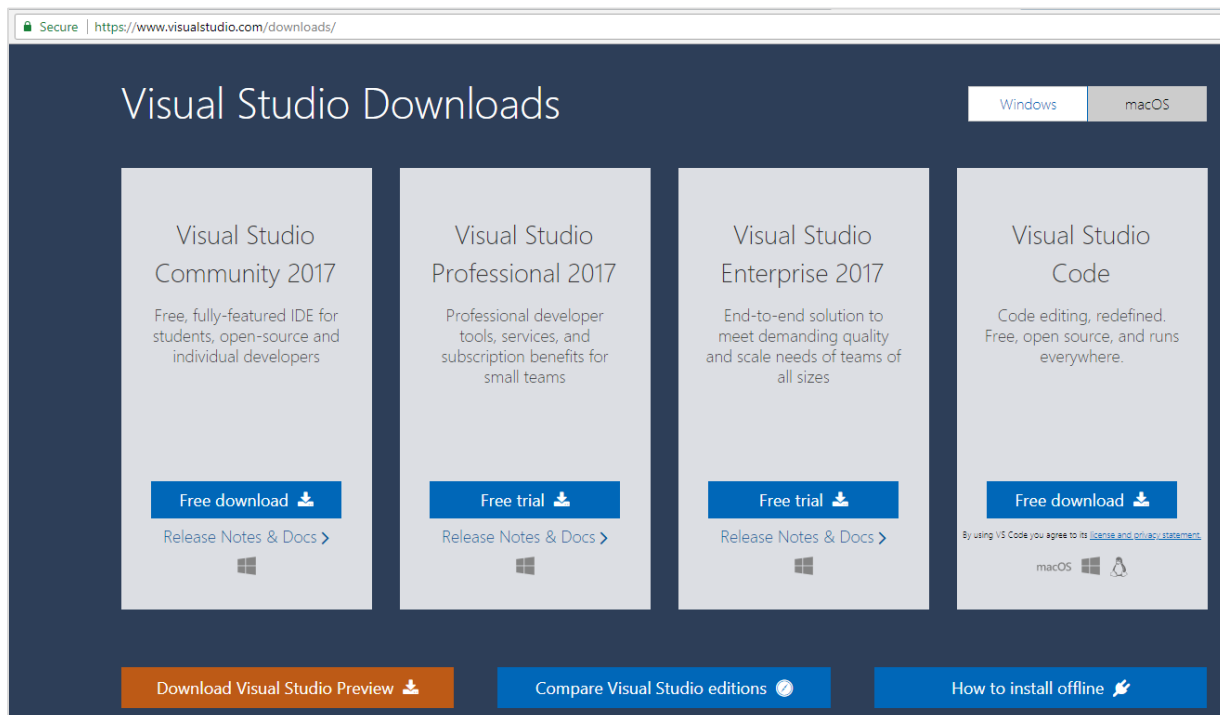 Secure | https://www.visualstudio.com/downloads/
Visual Studio Downloads
Windows
macOS
Visual Studio
Community 2017
Free, fully-featured IDE for
students, open-source and
individual developers
Free download
Release Notes & Docs
Visual Studio
Professional 2017
Professional developer
tools, services, and
subscription benefits for
small teams
Free trial
Release Notes & Docs
Visual Studio
Enterprise 2017
End-to-end solution to
meet demanding quality
and scale needs of teams of
all sizes
Free trial
Release Notes & Docs
Visual Studio
Code
Code editing, redefined.
Free, open source, and runs
everywhere.
Free download
By using VS Code you agree to its license and privacy statement.
macOS
Download Visual Studio Preview
Compare Visual Studio editions
How to install offline